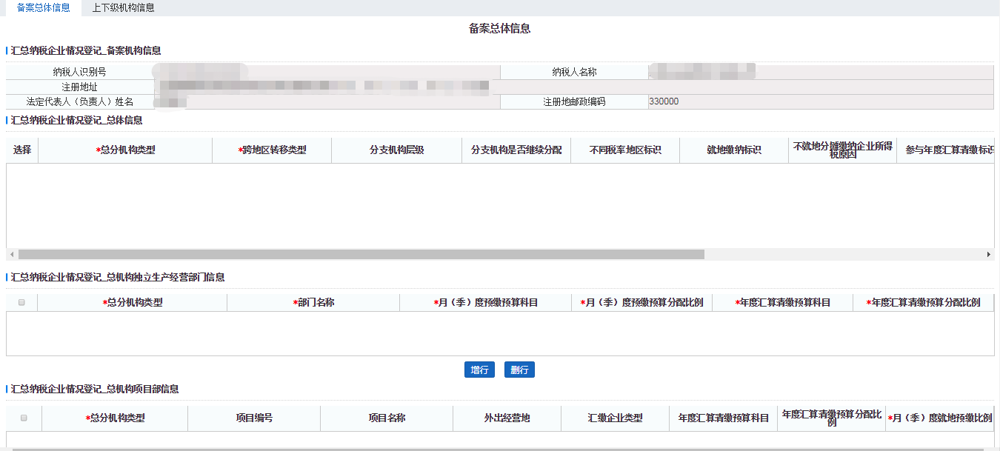 备案总体信息 上下级机构信息
备案总体信息
汇总纳税企业情况登记_备案机构信息
纳税人识别号 纳税人名称
注册地址
法定代表人（负责人）姓名 注册地邮政编码 330000
汇总纳税企业情况登记_总体信息
选择 *总分机构类型 *跨地区转移类型 分支机构层级 分支机构是否继续分配 不同税率地区标识 就地缴纳标识 不就地分摊缴纳企业所得税原因 参与年度汇算清缴标识
汇总纳税企业情况登记_总机构独立生产经营部门信息
*总分机构类型 *部门名称 *月（季）度预缴预算科目 *月（季）度预缴预算分配比例 *年度汇算清缴预算科目 *年度汇算清缴预算分配比例
增行 删行
汇总纳税企业情况登记_总机构项目部信息
*总分机构类型 项目编号 项目名称 外出经营地 汇缴企业类型 年度汇算清缴预算科目 年度汇算清缴预算分配比例 *月（季）度就地预缴比例